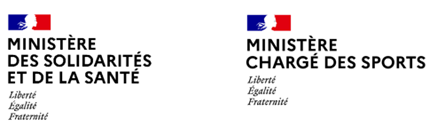 MINISTÈRE
DES SOLIDARITÉS
ET DE LA SANTÉ
Liberté
Égalité
Fraternité
MINISTÈRE
CHARGÉ DES SPORTS
Liberté
Égalité
Fraternité